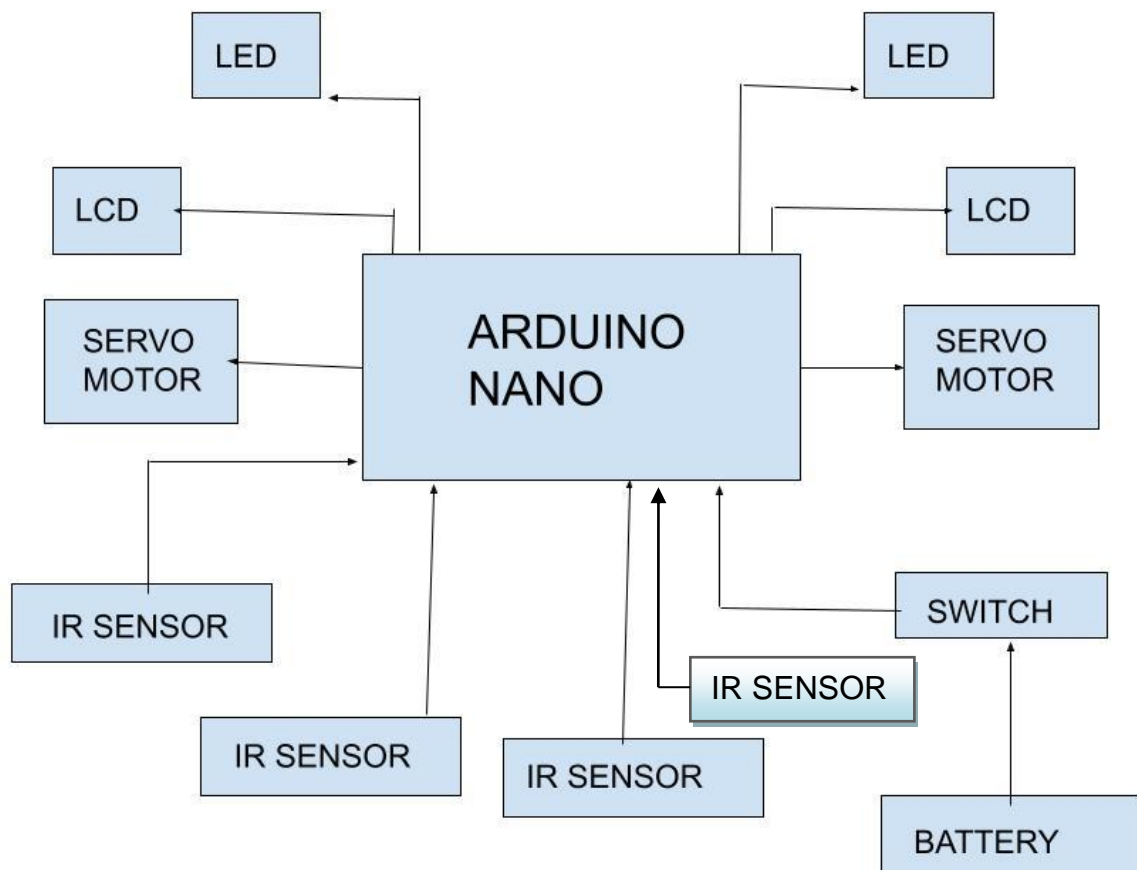 LED
LED
LCD
LCD
ARDUINO
NANO
SERVO
MOTOR
SERVO
MOTOR
IR SENSOR
SWITCH
IR SENSOR
IR SENSOR
IR SENSOR
BATTERY